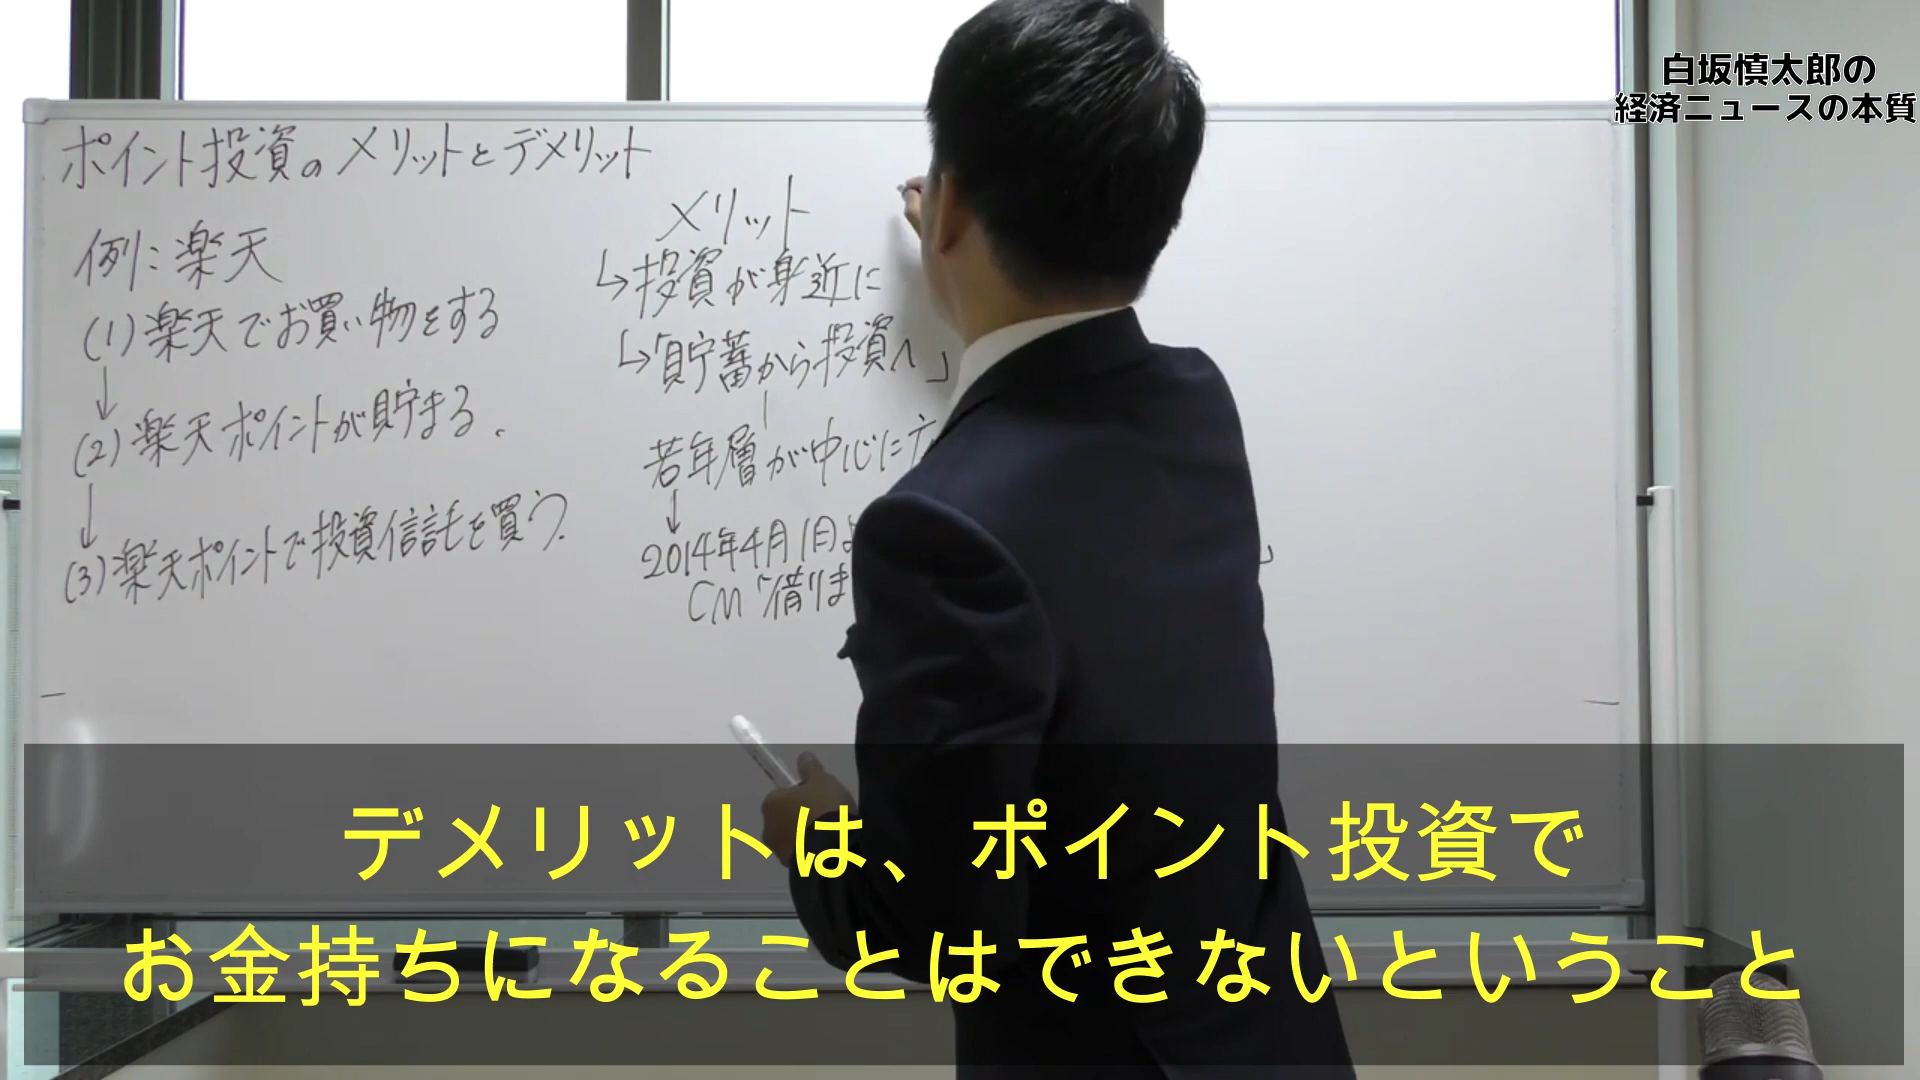 白坂慎太郎の
経済ニュースの本質
ポイント投資のメリットとデメリット
例:楽天
(1)楽天でお買い物をする
↓
(2)楽天ポイントが貯まる。
↓
(3)楽天ポイントで投資信託を買う。
メリット
↳投資が身近に
↳「貯蓄から投資へ」
若年層が中心に
↓
2014年4月1日よ
CM「借りま
」
デメリットは、ポイント投資で
お金持ちになることはできないということ